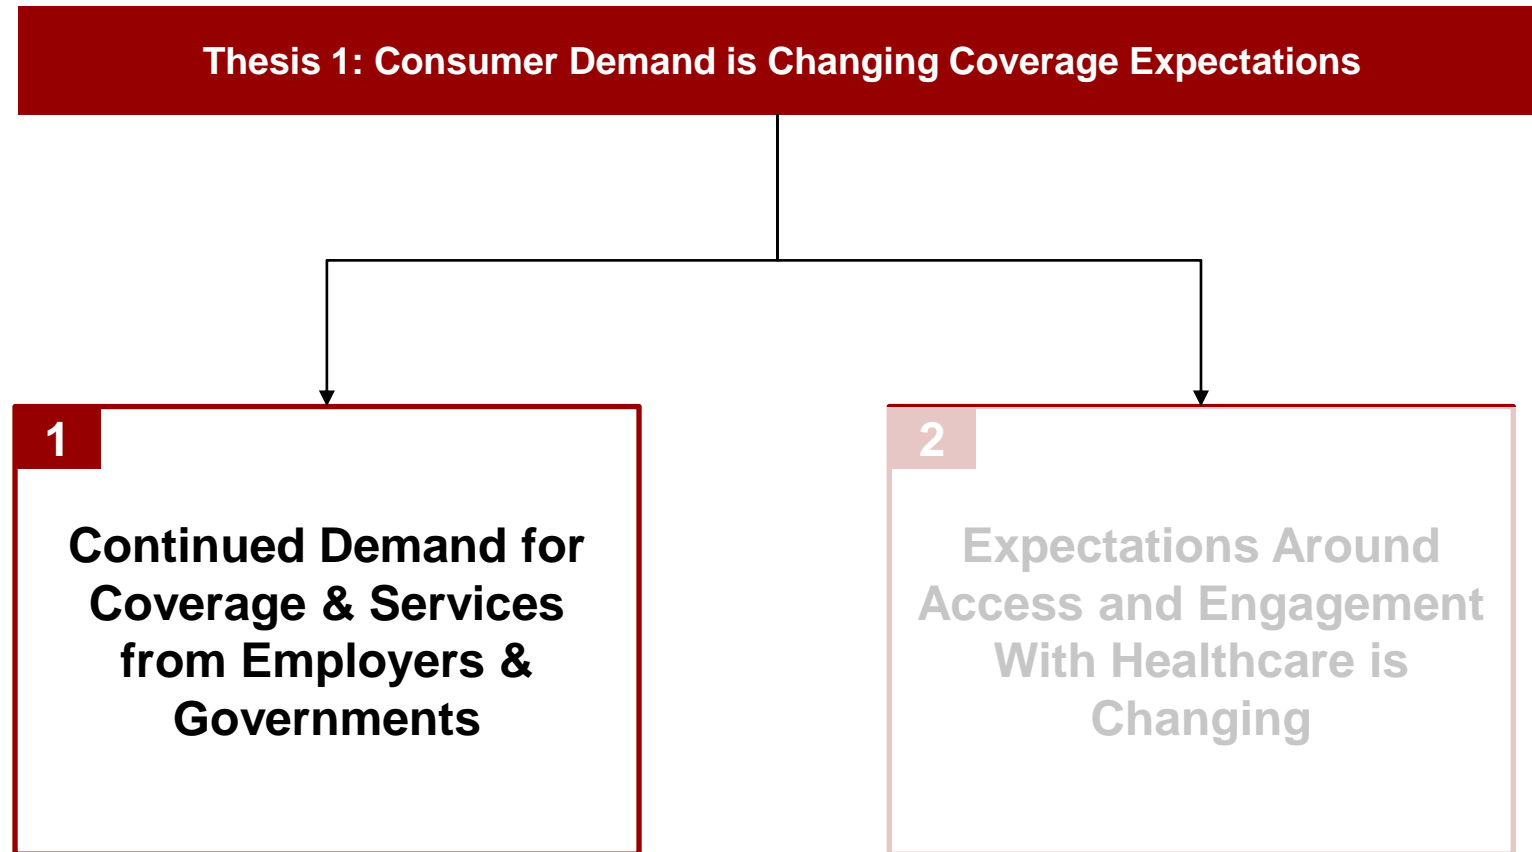 Thesis 1: Consumer Demand is Changing Coverage Expectations
1
Continued Demand for
Coverage & Services
from Employers &
Governments
2
Expectations Around
Access and Engagement
With Healthcare is
Changing